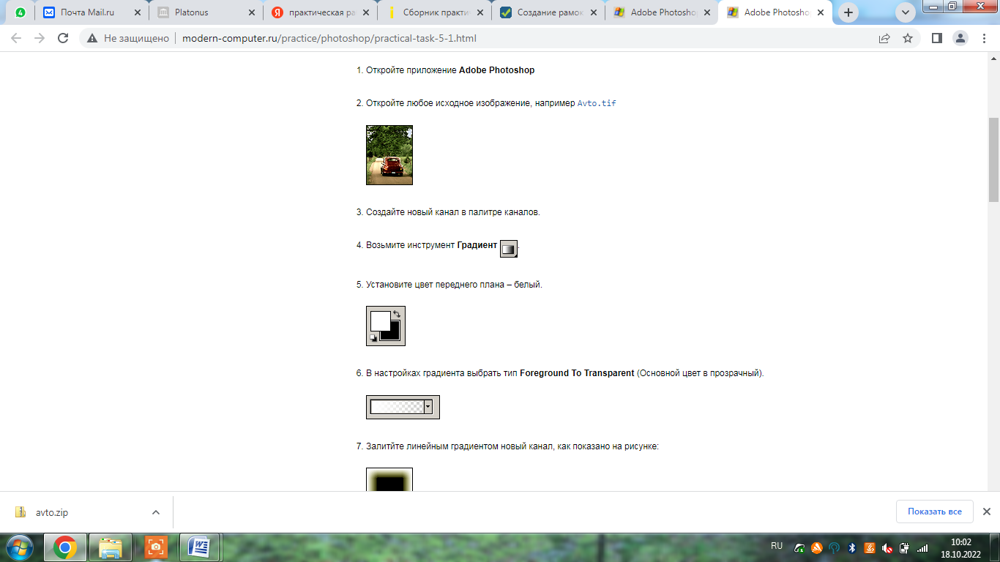 4
Почта Mail.ru
Platonus
практическая ра
Сборник практи
Создание рамок
Adobe Photoshop
Adobe Photoshop
Не защищено
modern-computer.ru/practice/photoshop/practical-task-5-1.html
1. Откройте приложение Adobe Photoshop
2. Откройте любое исходное изображение, например Avto.tif
3. Создайте новый канал в палитре каналов.
4. Возьмите инструмент Градиент .
5. Установите цвет переднего плана – белый.
6. В настройках градиента выбрать тип Foreground To Transparent (Основной цвет в прозрачный).
7. Залитйте линейным градиентом новый канал, как показано на рисунке:
avto.zip
Показать все
RU
10:02
18.10.2022